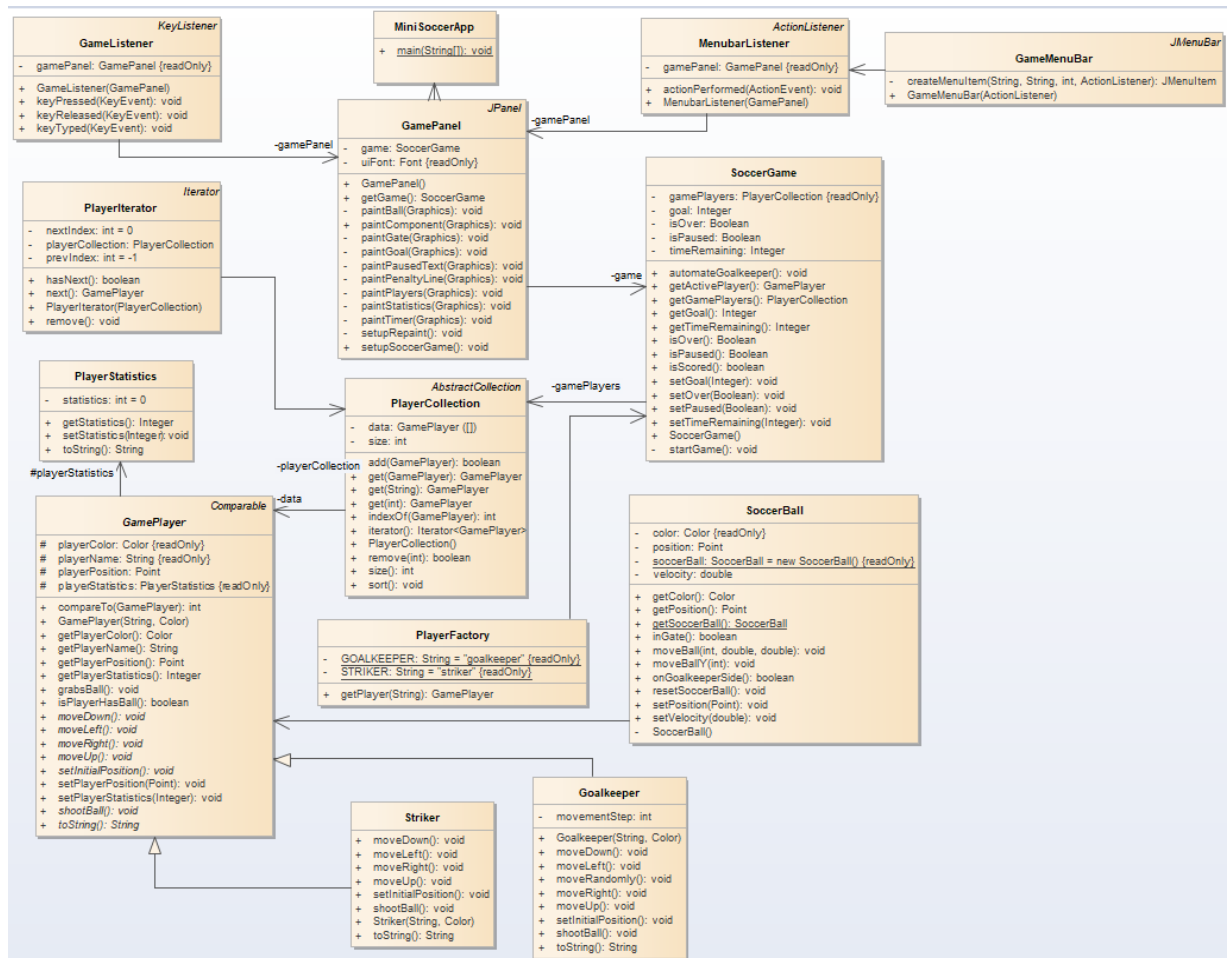 KeyListener
GameListener
- gamePanel: GamePanel {readOnly}
+ GameListener(GamePanel)
+ keyPressed(KeyEvent): void
+ keyReleased(KeyEvent): void
+ keyTyped(KeyEvent): void
MiniSoccerApp
+ main(String[]): void
ActionListener
MenubarListener
- gamePanel: GamePanel {readOnly}
+ actionPerformed(ActionEvent): void
+ MenubarListener(GamePanel)
JMenuBar
GameMenuBar
- createMenuItem(String, String, int, ActionListener): JMenuItem
+ GameMenuBar(ActionListener)
-gamePanel
-gamePanel
JPanel
GamePanel
- game: SoccerGame
- uiFont: Font {readOnly}
+ GamePanel()
+ getGame(): SoccerGame
- paintBall(Graphics): void
+ paintComponent(Graphics): void
- paintGate(Graphics): void
- paintGoal(Graphics): void
- paintPausedText(Graphics): void
- paintPenaltyLine(Graphics): void
- paintPlayers(Graphics): void
- paintStatistics(Graphics): void
- paintTimer(Graphics): void
- setupRepaint(): void
- setupSoccerGame(): void
-game
Iterator
PlayerIterator
- nextIndex: int = 0
- playerCollection: PlayerCollection
- prevIndex: int = -1
+ hasNext(): boolean
+ next(): GamePlayer
+ PlayerIterator(PlayerCollection)
+ remove(): void
SoccerGame
- gamePlayers: PlayerCollection {readOnly}
- goal: Integer
- isOver: Boolean
- isPaused: Boolean
- timeRemaining: Integer
+ automateGoalkeeper(): void
+ getActivePlayer(): GamePlayer
+ getGamePlayers(): PlayerCollection
+ getGoal(): Integer
+ getTimeRemaining(): Integer
+ isOver(): Boolean
+ isPaused(): Boolean
+ isScored(): boolean
+ setGoal(Integer): void
+ setOver(Boolean): void
+ setPaused(Boolean): void
+ setTimeRemaining(Integer): void
+ SoccerGame()
- startGame(): void
-gamePlayers
PlayerStatistics
- statistics: int = 0
+ getStatistics(): Integer
+ setStatistics(Integer): void
+ toString(): String
#playerStatistics
AbstractCollection
PlayerCollection
- data: GamePlayer ([])
- size: int
+ add(GamePlayer): boolean
+ get(GamePlayer): GamePlayer
+ get(String): GamePlayer
+ get(int): GamePlayer
+ indexOf(GamePlayer): int
+ iterator(): Iterator<GamePlayer>
+ PlayerCollection()
+ remove(int): boolean
+ size(): int
+ sort(): void
-playerCollection
-data
Comparable
GamePlayer
# playerColor: Color {readOnly}
# playerName: String {readOnly}
# playerPosition: Point
# playerStatistics: PlayerStatistics {readOnly}
+ compareTo(GamePlayer): int
+ GamePlayer(String, Color)
+ getPlayerColor(): Color
+ getPlayerName(): String
+ getPlayerPosition(): Point
+ getPlayerStatistics(): Integer
+ grabsBall(): void
+ isPlayerHasBall(): boolean
+ moveDown(): void
+ moveLeft(): void
+ moveRight(): void
+ moveUp(): void
+ setInitialPosition(): void
+ setPlayerPosition(Point): void
+ setPlayerStatistics(Integer): void
+ shootBall(): void
+ toString(): String
PlayerFactory
- GOALKEEPER: String = "goalkeeper" {readOnly}
- STRIKER: String = "striker" {readOnly}
+ getPlayer(String): GamePlayer
SoccerBall
- color: Color {readOnly}
- position: Point
- soccerBall: SoccerBall = new SoccerBall() {readOnly}
- velocity: double
+ getColor(): Color
+ getPosition(): Point
+ getSoccerBall(): SoccerBall
+ inGate(): boolean
+ moveBall(int, double, double): void
+ moveBallY(int): void
+ onGoalkeeperSide(): boolean
+ resetSoccerBall(): void
+ setPosition(Point): void
+ setVelocity(double): void
- SoccerBall()
Striker
+ moveDown(): void
+ moveLeft(): void
+ moveRight(): void
+ moveUp(): void
+ setInitialPosition(): void
+ shootBall(): void
+ Striker(String, Color)
+ toString(): String
Goalkeeper
- movementStep: int
+ Goalkeeper(String, Color)
+ moveDown(): void
+ moveLeft(): void
+ moveRandomly(): void
+ moveRight(): void
+ moveUp(): void
+ setInitialPosition(): void
+ shootBall(): void
+ toString(): String